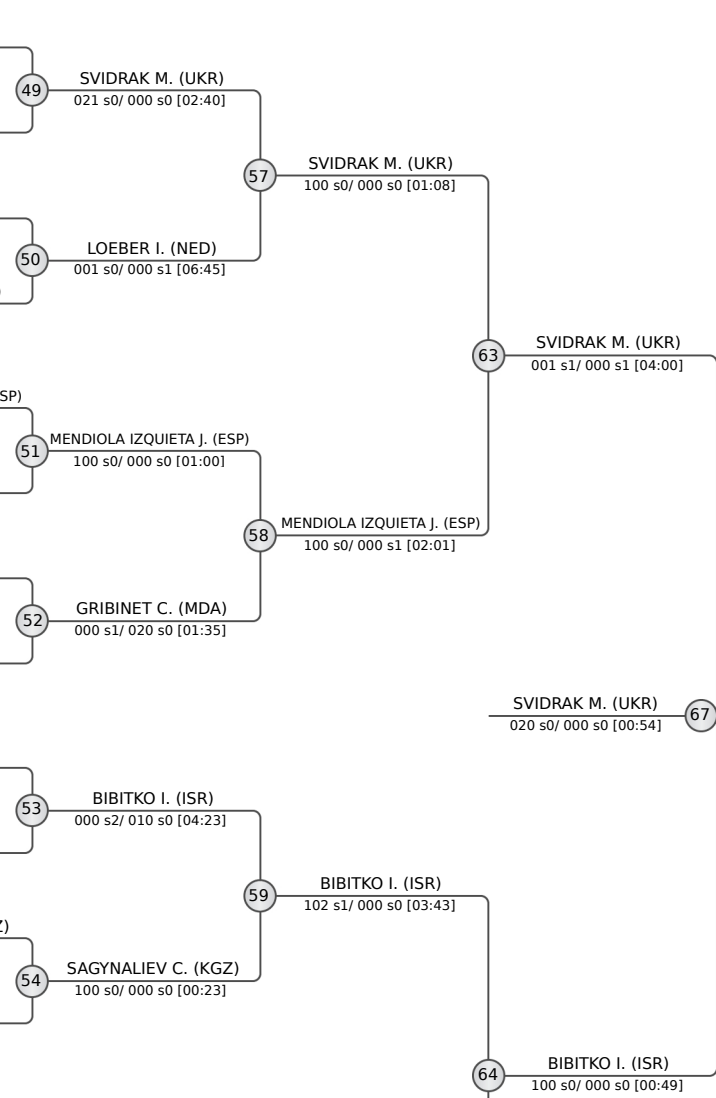 49
SVIDRAK M. (UKR)
021 s0/ 000 s0 [02:40]
57
SVIDRAK M. (UKR)
100 s0/ 000 s0 [01:08]
50
LOEBER I. (NED)
001 s0/ 000 s1 [06:45]
63
SVIDRAK M. (UKR)
001 s1/ 000 s1 [04:00]
SP)
51
MENDIOLA IZQUIETA J. (ESP)
100 s0/ 000 s0 [01:00]
58
MENDIOLA IZQUIETA J. (ESP)
100 s0/ 000 s1 [02:01]
52
GRIBINET C. (MDA)
000 s1/ 020 s0 [01:35]
SVIDRAK M. (UKR)
020 s0/ 000 s0 [00:54]
67
53
BIBITKO I. (ISR)
000 s2/ 010 s0 [04:23]
59
BIBITKO I. (ISR)
102 s1/ 000 s0 [03:43]
Z)
54
SAGYNALIEV C. (KGZ)
100 s0/ 000 s0 [00:23]
64
BIBITKO I. (ISR)
100 s0/ 000 s0 [00:49]